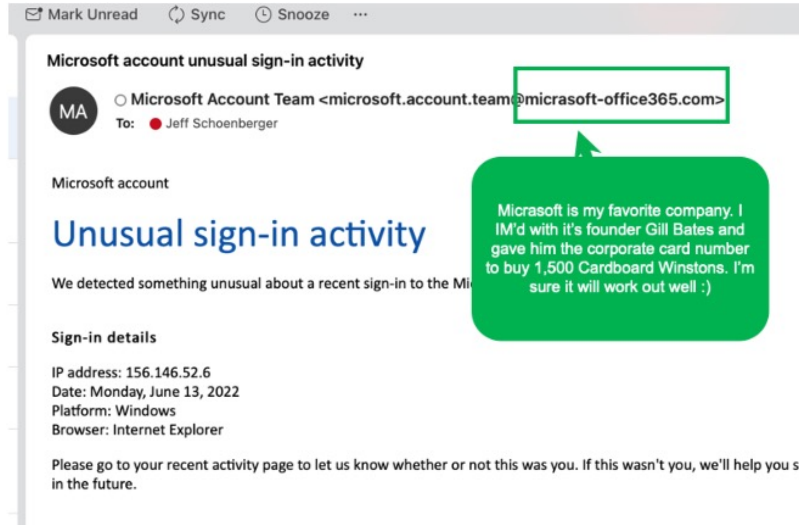 Mark Unread Sync Snooze ...
Microsoft account unusual sign-in activity
MA
Microsoft Account Team <microsoft.account.team@micrasoft-office365.com>
To: Jeff Schoenberger
Microsoft account
Unusual sign-in activity
Micrasoft is my favorite company. I
IM'd with it's founder Gill Bates and
gave him the corporate card number
to buy 1,500 Cardboard Winstons. I'm
sure it will work out well :)
We detected something unusual about a recent sign-in to the
Sign-in details
IP address: 156.146.52.6
Date: Monday, June 13, 2022
Platform: Windows
Browser: Internet Explorer
Please go to your recent activity page to let us know whether or not this was you. If this wasn't you, we'll help you
in the future.